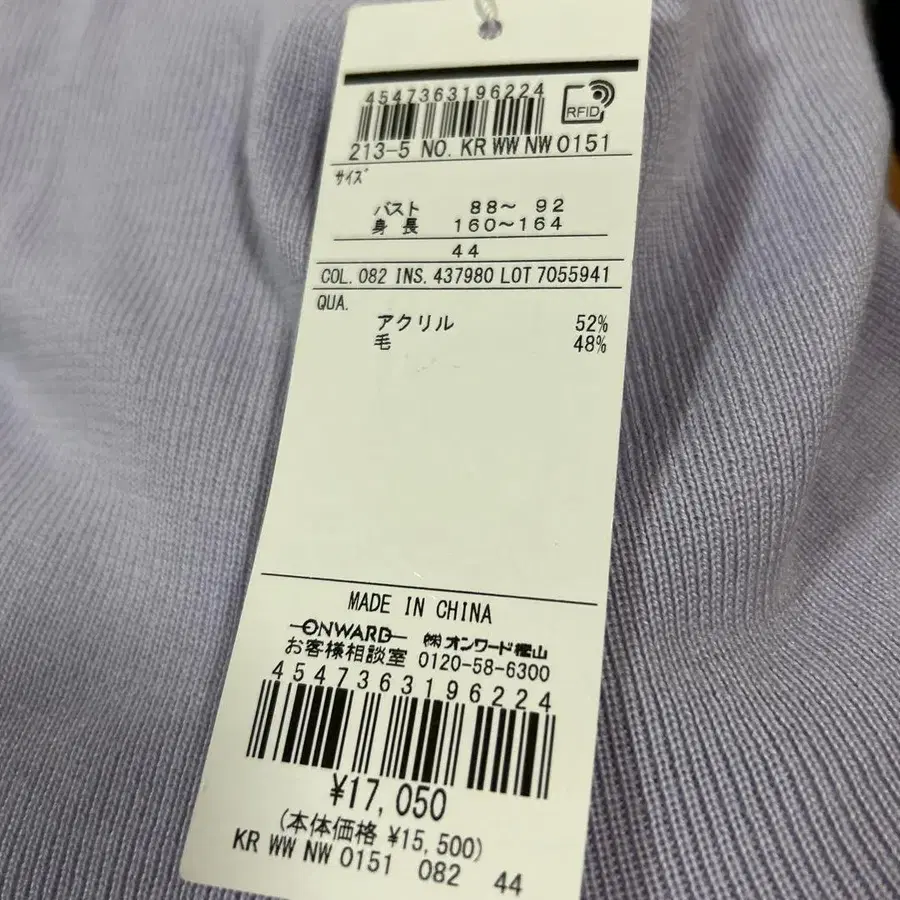 4547363196224
RFID
213-5 NO. KR WW NW 0151
サイズ
バスト 88～ 92
身 長 160～164
44
COL. 082 INS. 437980 LOT 7055941
QUA.
アクリル 52%
毛 48%
MADE IN CHINA
ONWARD ㈱オンワード樫山
お客様相談室 0120-58-6300
4547363196224
¥17,050
(本体価格 ¥15,500)
KR WW NW 0151 082 44